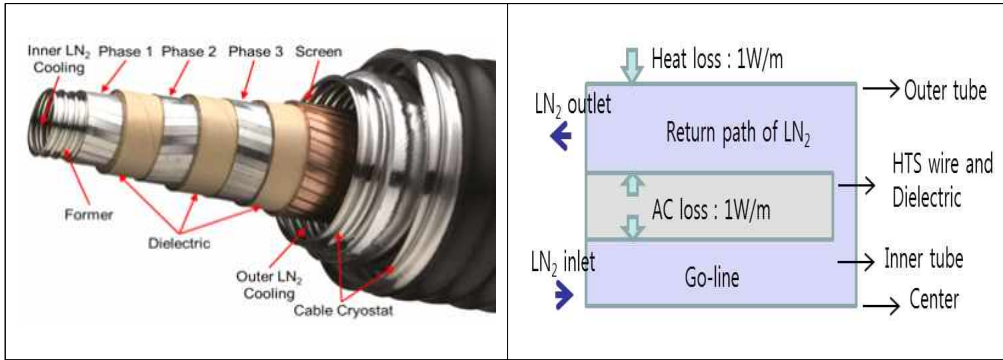 Inner LN₂
Cooling
Phase 1
Phase 2
Phase 3
Screen
Former
Dielectric
Outer LN₂
Cooling
Cable Cryostat
Heat loss : 1W/m
LN₂ outlet
Outer tube
Return path of LN₂
HTS wire and
Dielectric
AC loss : 1W/m
LN₂ inlet
Inner tube
Go-line
Center